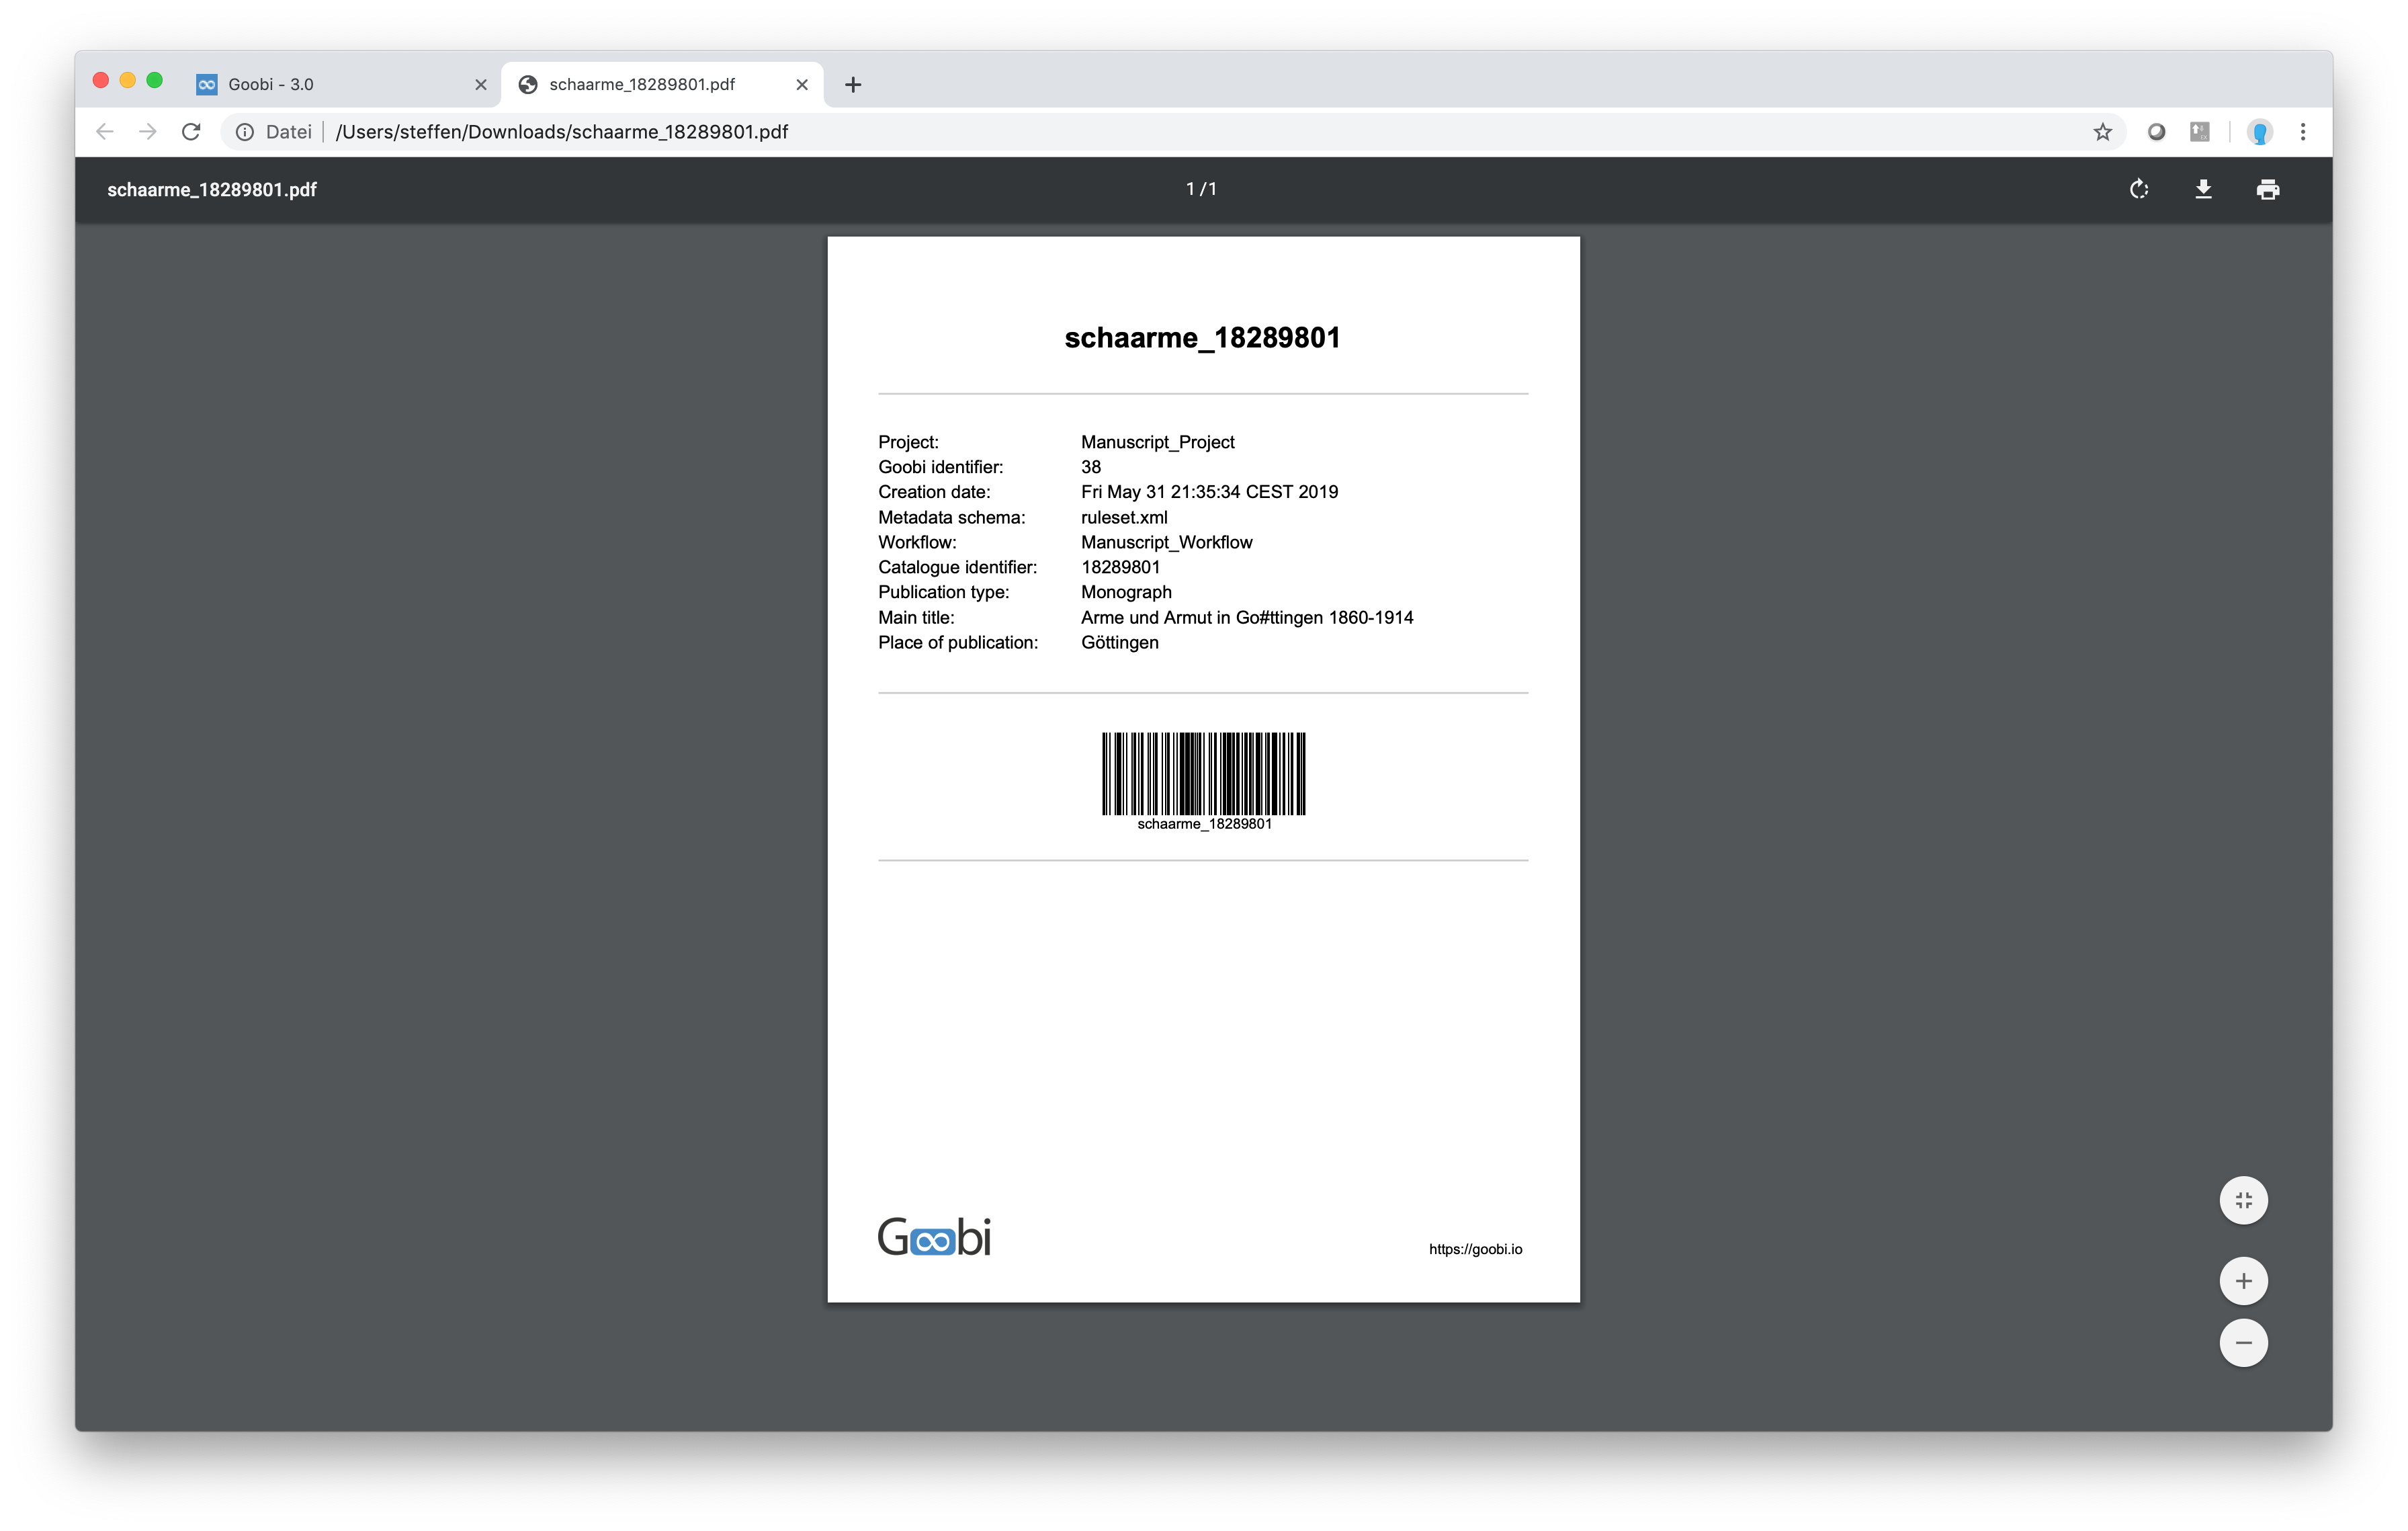 Goobi - 3.0
schaarme_18289801.pdf
Datei /Users/steffen/Downloads/schaarme_18289801.pdf
schaarme_18289801.pdf
1 / 1
schaarme_18289801
Project: Manuscript_Project
Goobi identifier: 38
Creation date: Fri May 31 21:35:34 CEST 2019
Metadata schema: ruleset.xml
Workflow: Manuscript_Workflow
Catalogue identifier: 18289801
Publication type: Monograph
Main title: Arme und Armut in Go#ttingen 1860-1914
Place of publication: Göttingen
schaarme_18289801
Goobi
https://goobi.io